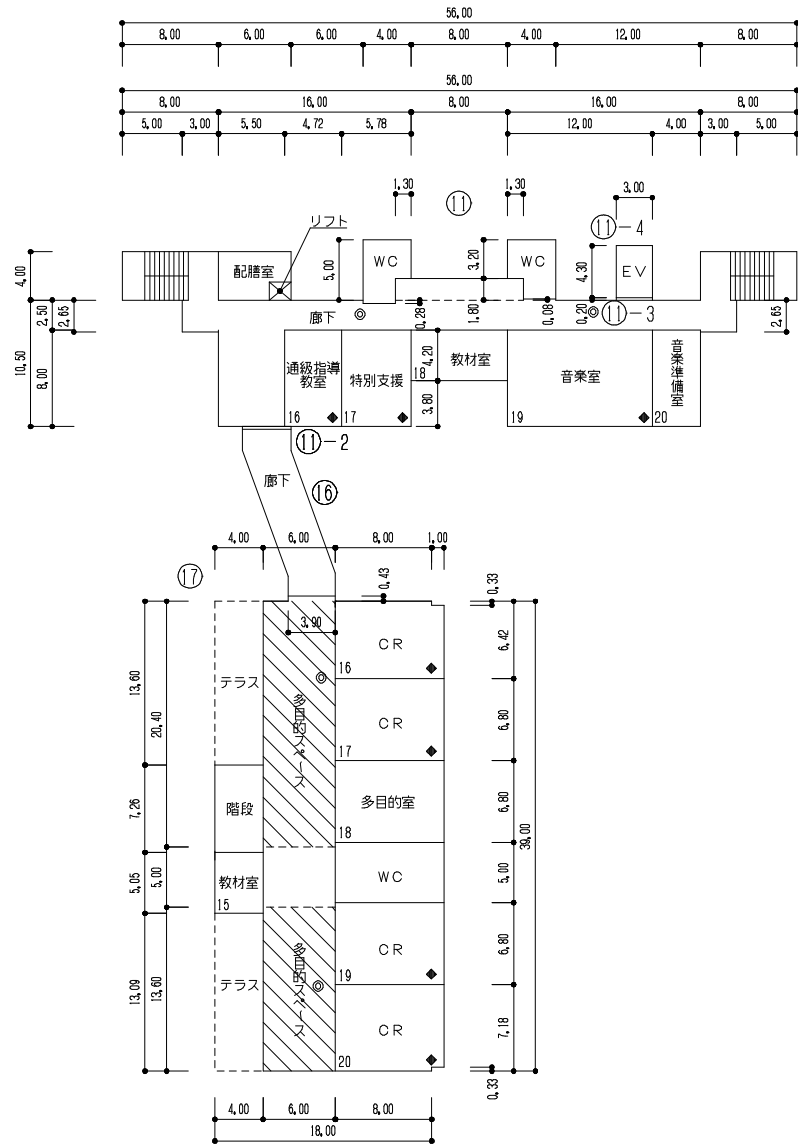 56.00
8.00 6.00 6.00 4.00 8.00 4.00 12.00 8.00
56.00
8.00 16.00 8.00 16.00 8.00
5.00 3.00 5.50 4.72 5.78 12.00 4.00 3.00 5.00
1.30 ⑪ 1.30 3.00
リフト ⑪-4
4.00 配膳室 5.00 WC 3.20 WC 4.30 EV
10.50 2.50 2.65 廊下 0.28 1.80 0.08 0.20 ⑪-3 2.65
8.00 通級指導教室 特別支援 18 4.20 教材室 音楽室 音楽準備室
16 17 3.80 19 20
⑪-2
廊下 ⑯
4.00 6.00 8.00 1.00
⑰ 0.43 0.33
3.90
13.60 テラス 多目的スペース CR 16 6.42
20.40 CR 17 6.80
7.26 階段 多目的室 18 6.80 39.00
5.05 5.00 教材室 15 WC 5.00
13.09 13.60 テラス 多目的スペース CR 19 6.80
CR 20 7.18
0.33
4.00 6.00 8.00
18.00